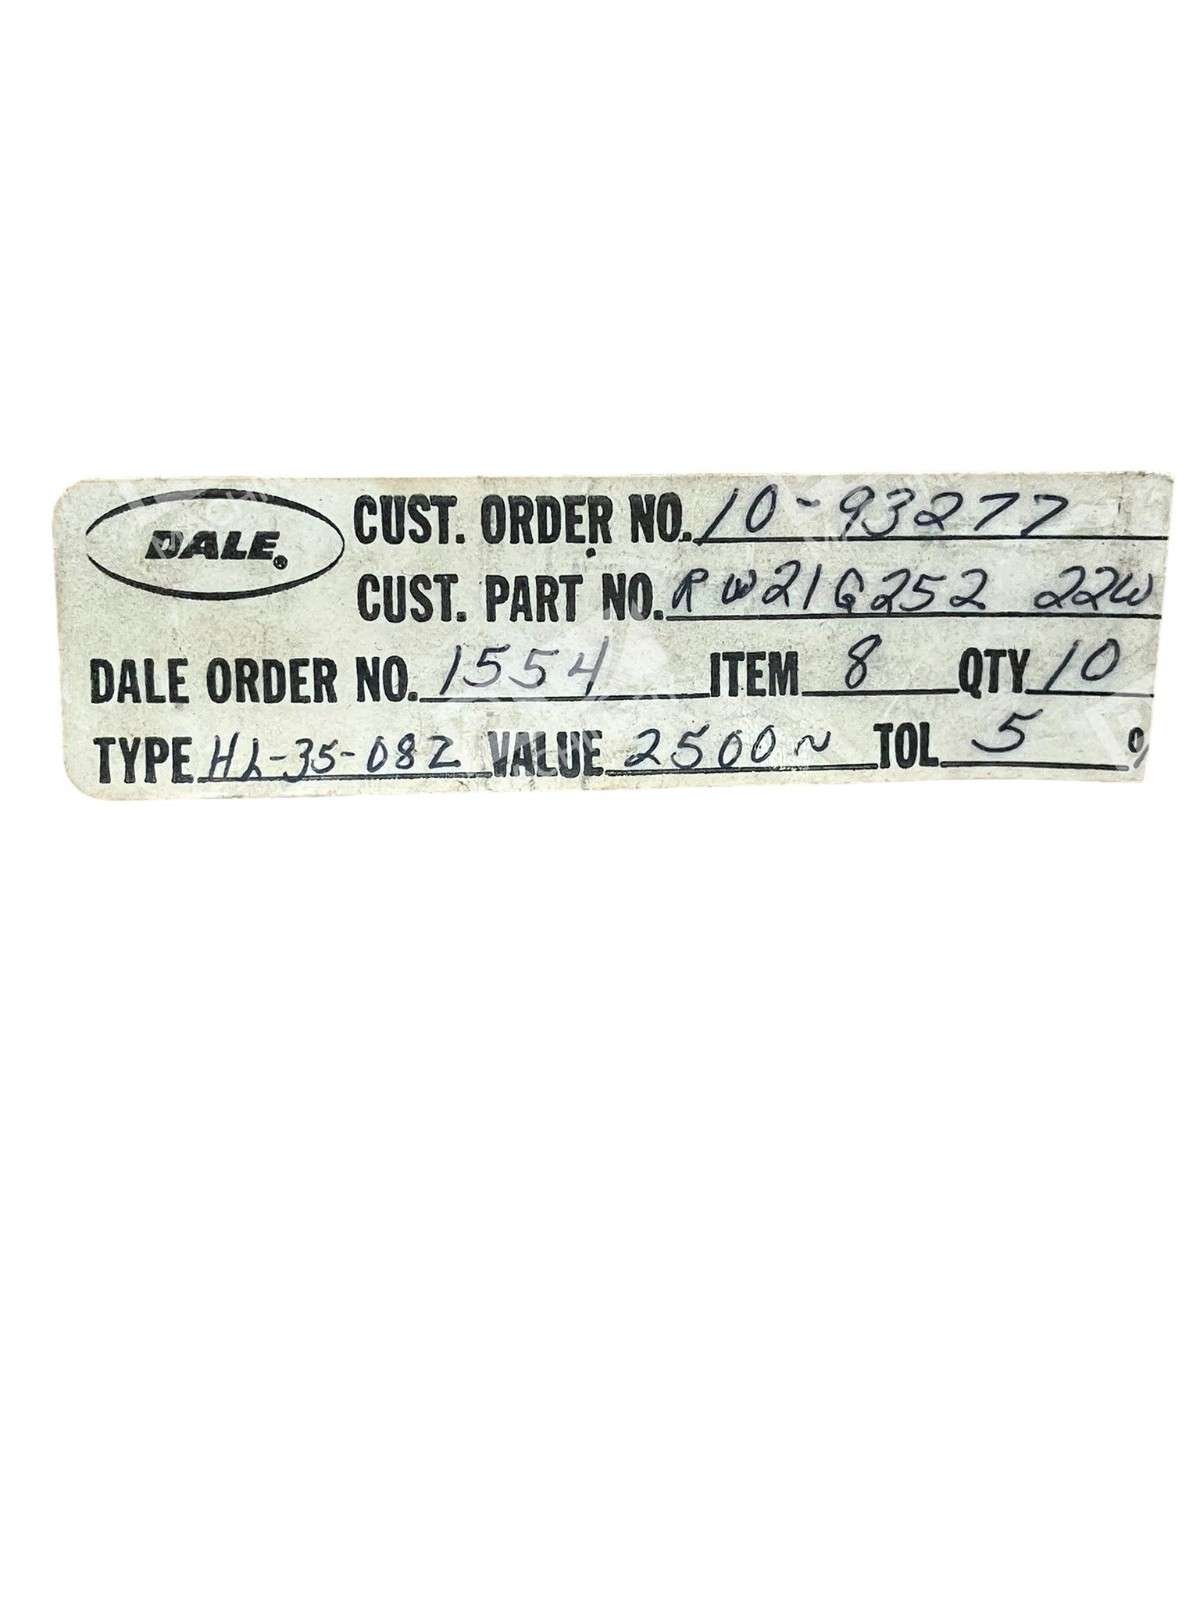 DALE® CUST. ORDER NO. 10-93277
CUST. PART NO. RW21G252 22W
DALE ORDER NO. 1554 ITEM 8 QTY 10
TYPE HL-35-08Z VALUE 2500~ TOL 5 %